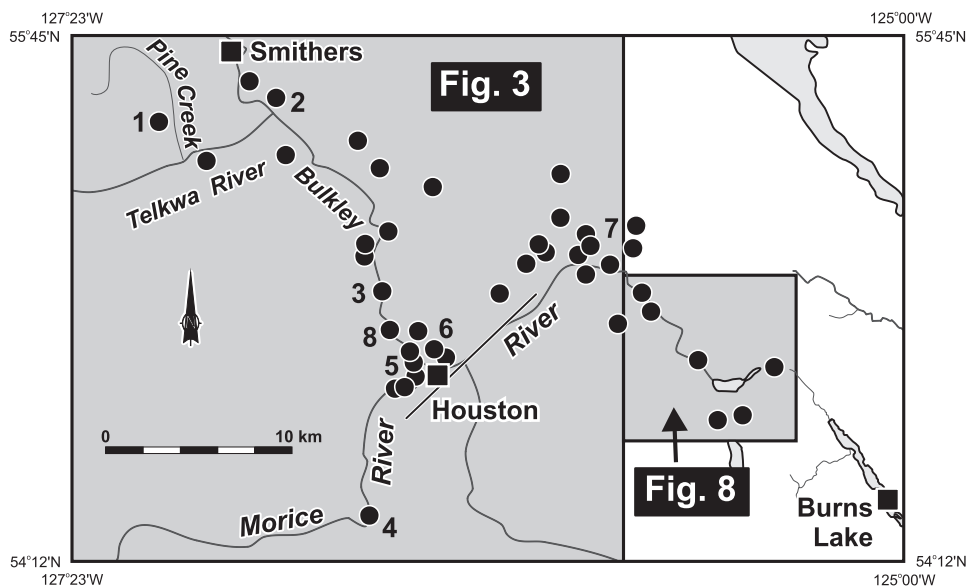 127°23'W
125°00'W
55°45'N
55°45'N
Smithers
Pine Creek
Fig. 3
1
2
Telkwa River
Bulkley
7
3
8
6
5
River
N
Houston
0
10 km
River
Fig. 8
Morice
4
Burns
Lake
54°12'N
54°12'N
127°23'W
125°00'W